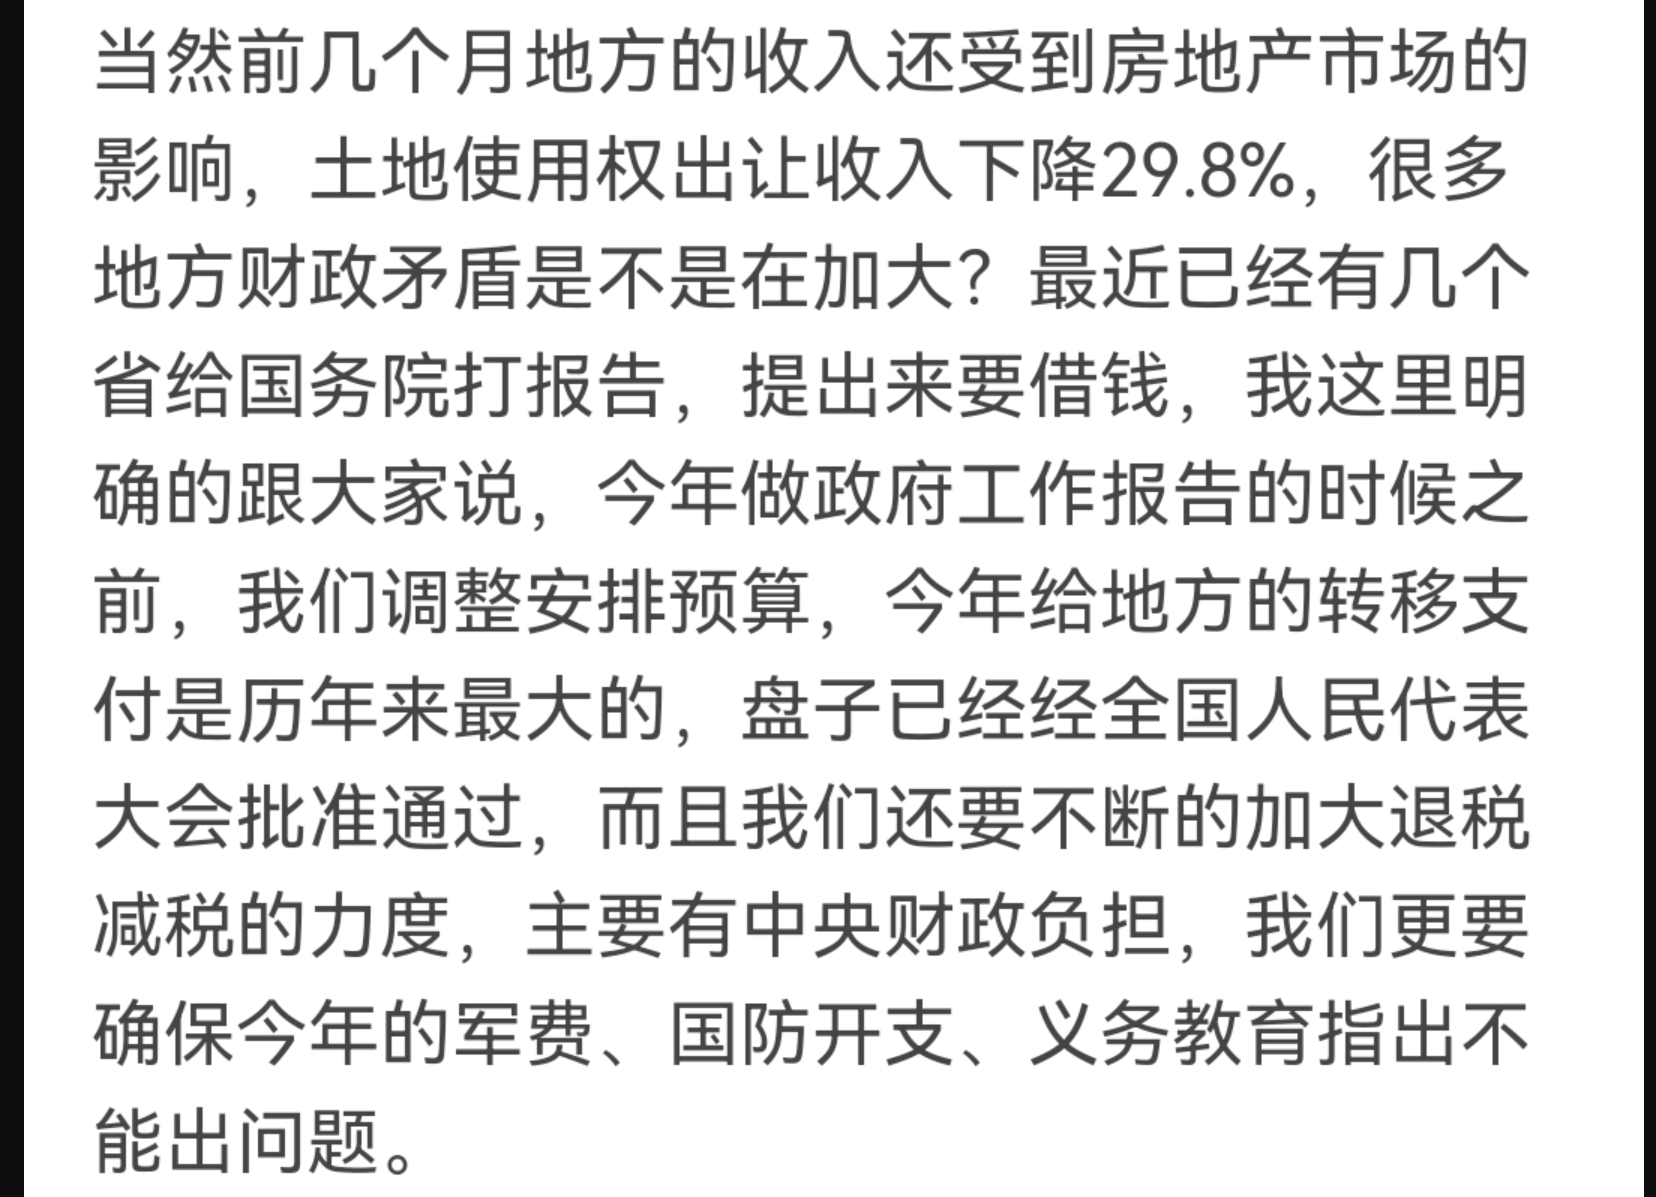 当然前几个月地方的收入还受到房地产市场的
影响，土地使用权出让收入下降29.8%，很多
地方财政矛盾是不是在加大？最近已经有几个
省给国务院打报告，提出来要借钱，我这里明
确的跟大家说，今年做政府工作报告的时候之
前，我们调整安排预算，今年给地方的转移支
付是历年来最大的，盘子已经经全国人民代表
大会批准通过，而且我们还要不断的加大退税
减税的力度，主要有中央财政负担，我们更要
确保今年的军费、国防开支、义务教育指出不
能出问题。